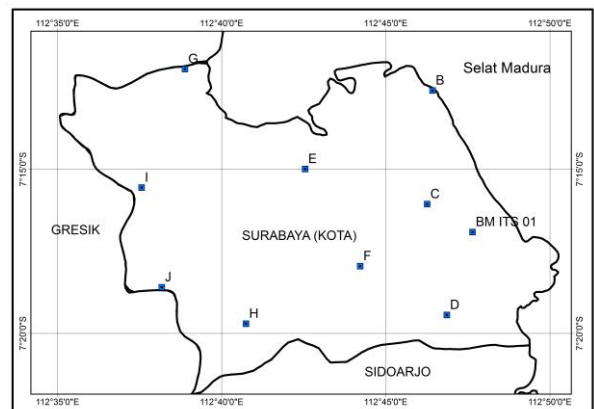 112°35'0"E 112°40'0"E 112°45'0"E 112°50'0"E
G
Selat Madura
B
7°15'0"S
7°15'0"S
E
I
C
GRESIK
SURABAYA (KOTA)
BM ITS 01
F
J
H
D
7°20'0"S
7°20'0"S
SIDOARJO
112°35'0"E 112°40'0"E 112°45'0"E 112°50'0"E